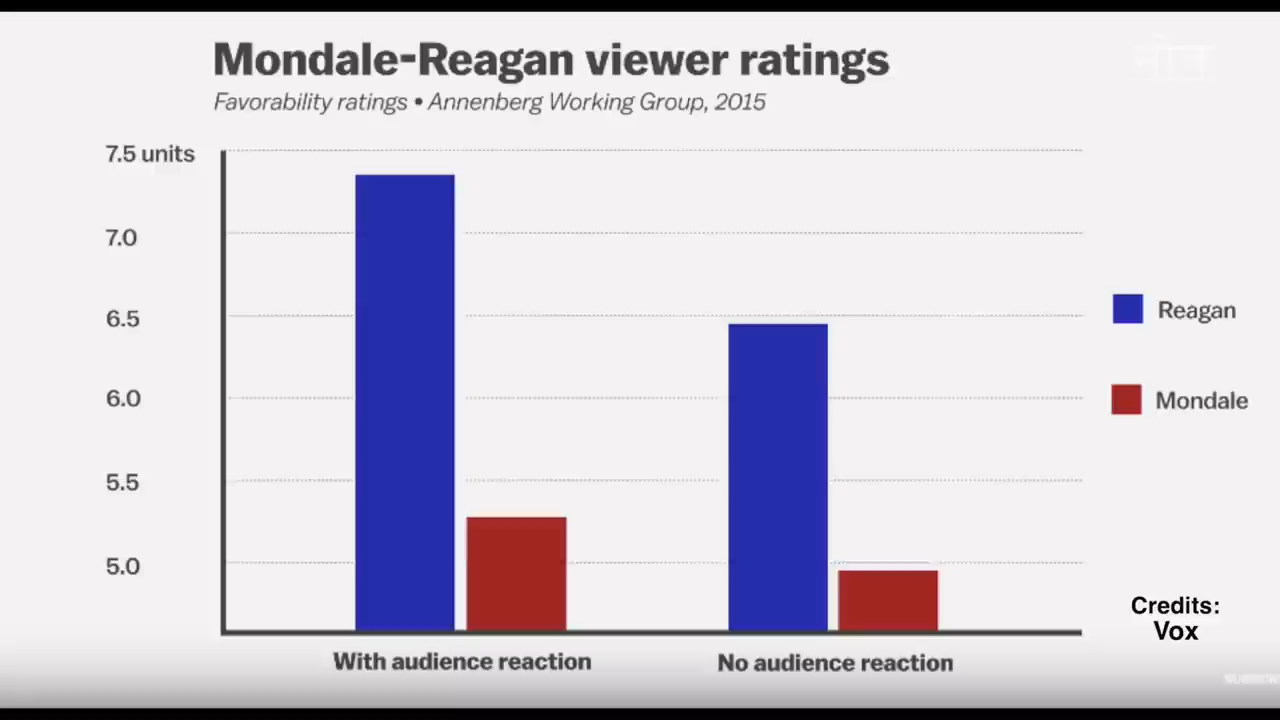 Mondale-Reagan viewer ratings
Favorability ratings • Annenberg Working Group, 2015
7.5 units
7.0
6.5
6.0
5.5
5.0
Reagan
Mondale
With audience reaction
No audience reaction
Credits:
Vox